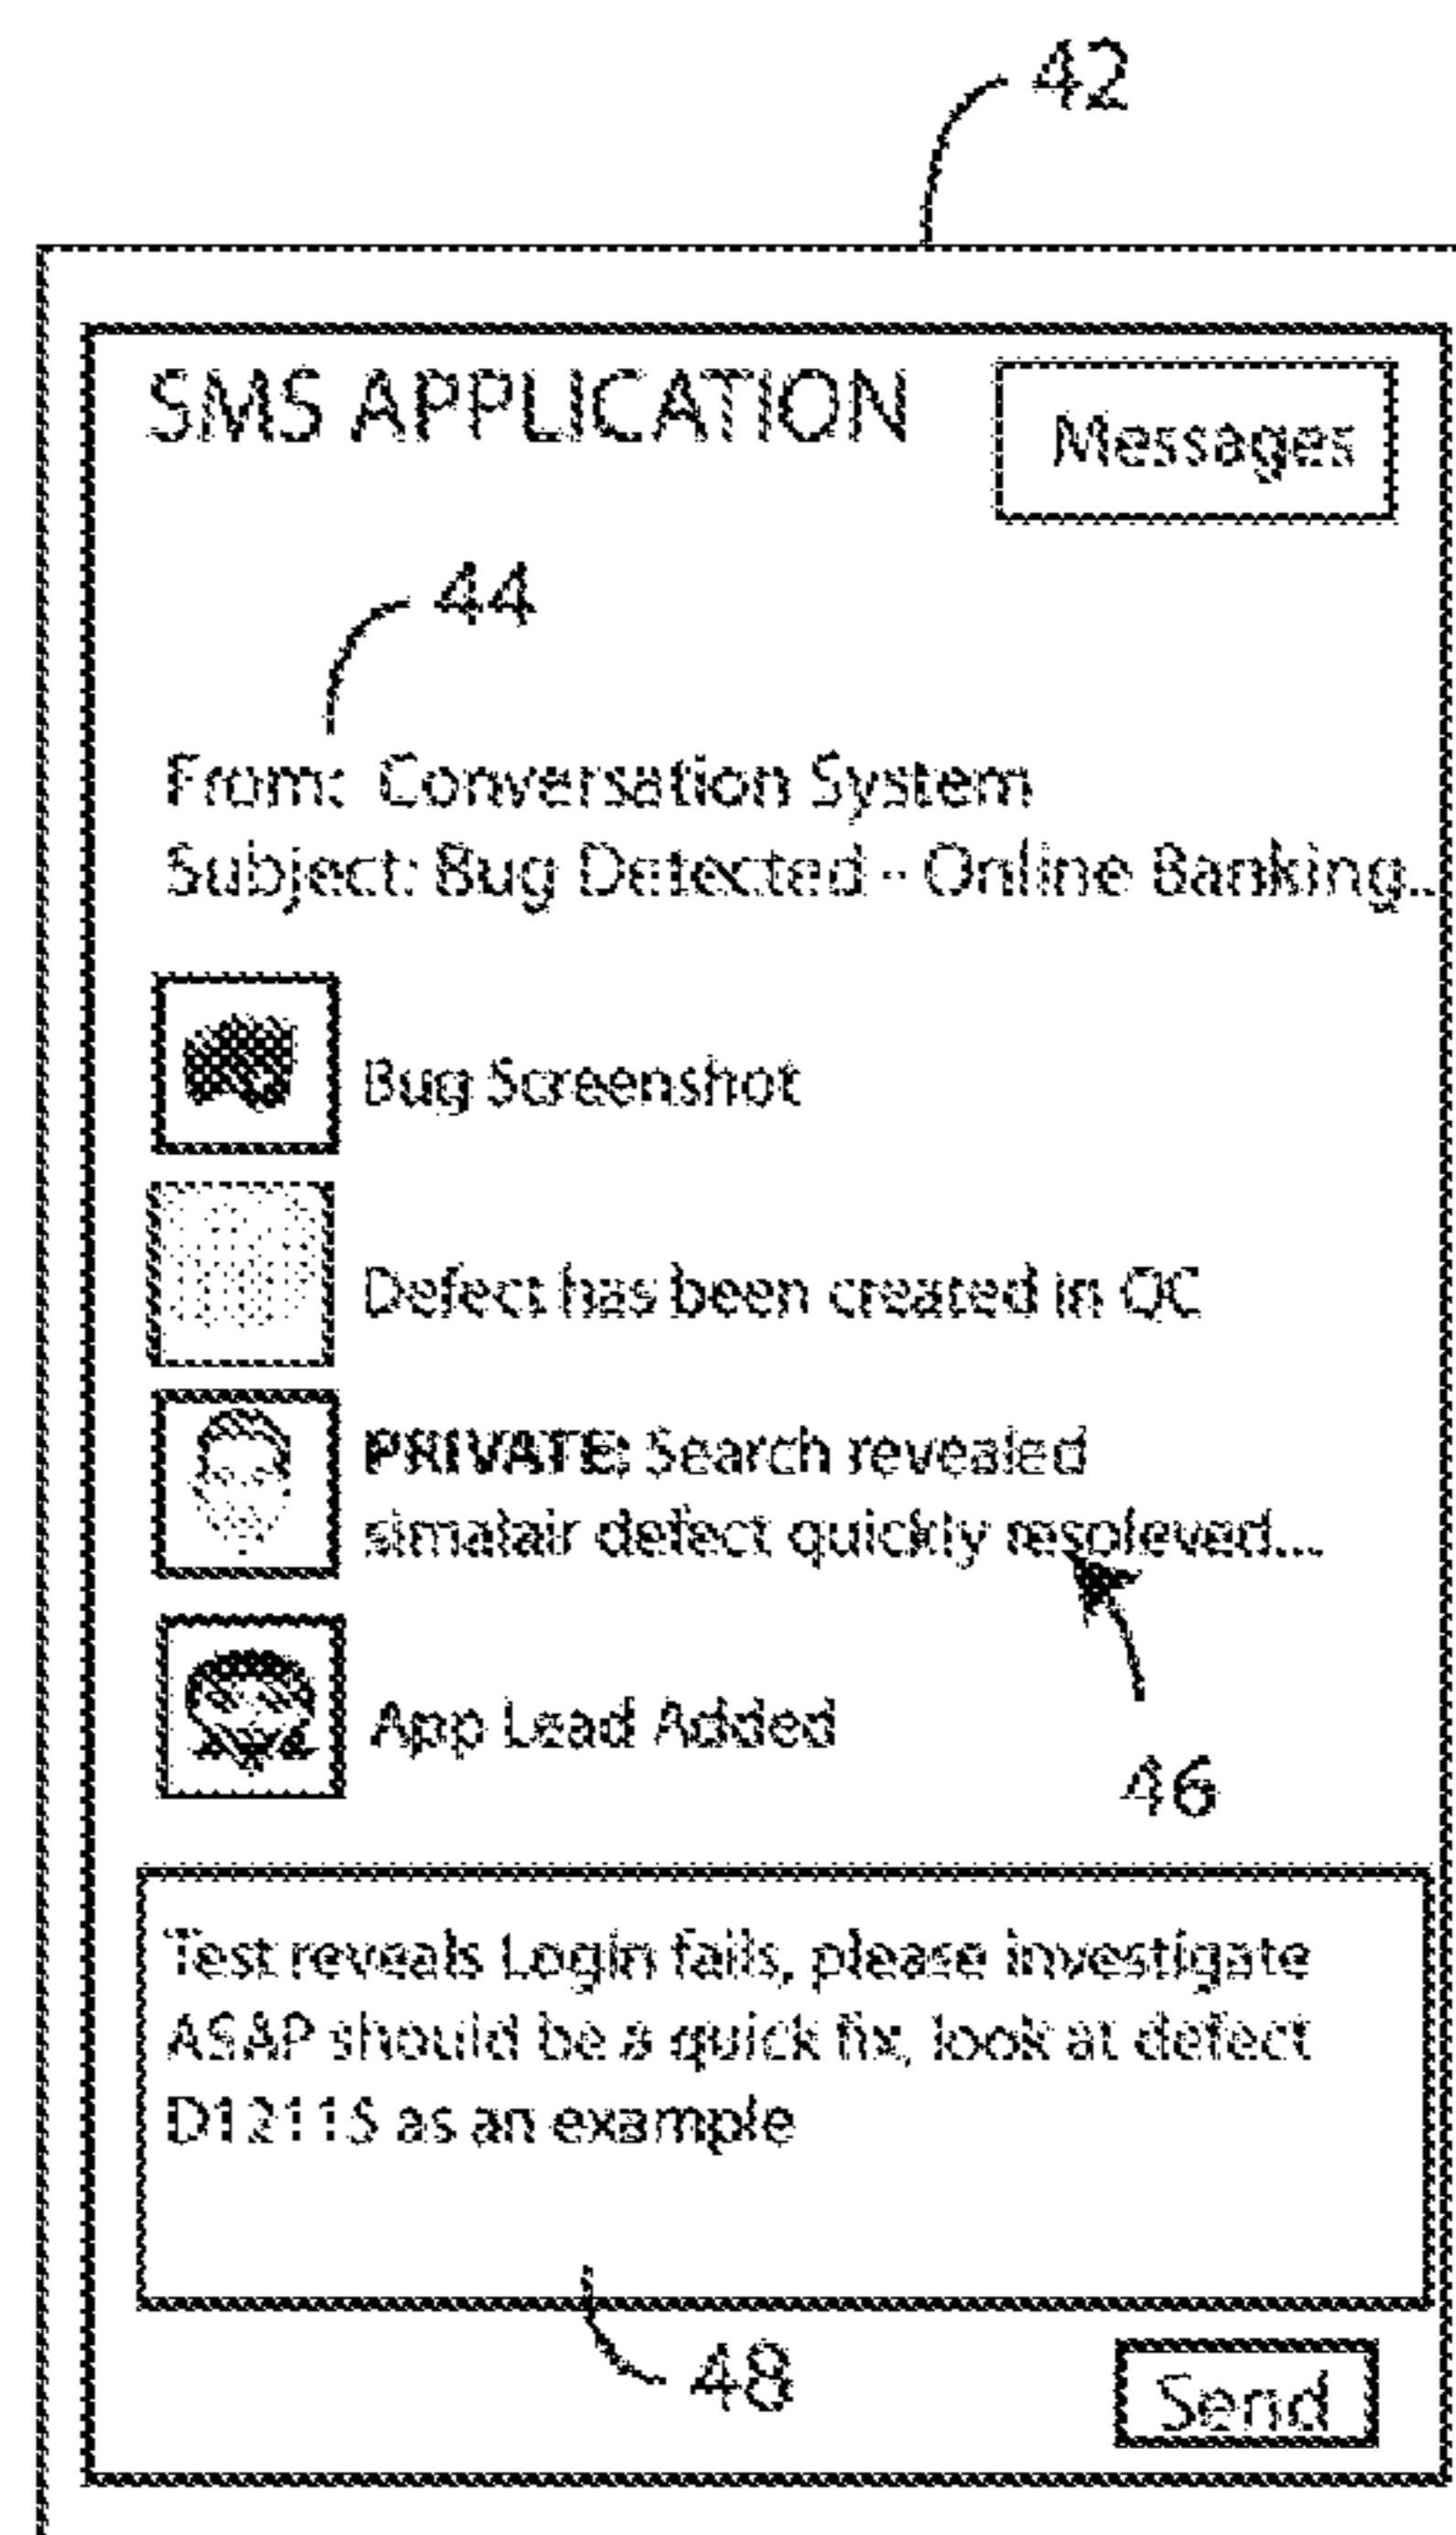 42
SMS APPLICATION
Messages
44
From: Conversation System
Subject: Bug Detected - Online Banking...
Bug Screenshot
Defect has been created in QC
PRIVATE: Search revealed
simalair defect quickly resoleved...
App Lead Added
46
Test reveals Login fails, please investigate
ASAP should be a quick fix, look at defect
D12115 as an example
48
Send